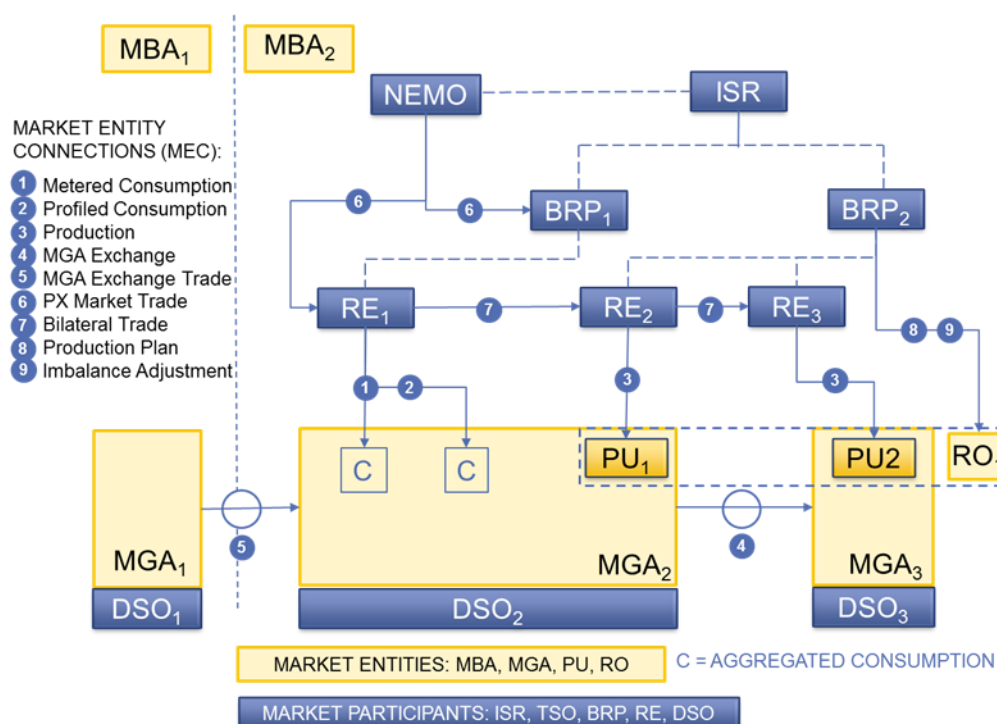 MBA1
MBA2
NEMO
ISR
MARKET ENTITY
CONNECTIONS (MEC):
1 Metered Consumption
2 Profiled Consumption
3 Production
4 MGA Exchange
5 MGA Exchange Trade
6 PX Market Trade
7 Bilateral Trade
8 Production Plan
9 Imbalance Adjustment
6
6
BRP1
BRP2
RE1
7
RE2
7
RE3
8
9
1
2
3
3
C
C
PU1
PU2
RO
5
4
MGA1
MGA2
MGA3
DSO1
DSO2
DSO3
MARKET ENTITIES: MBA, MGA, PU, RO
C = AGGREGATED CONSUMPTION
MARKET PARTICIPANTS: ISR, TSO, BRP, RE, DSO